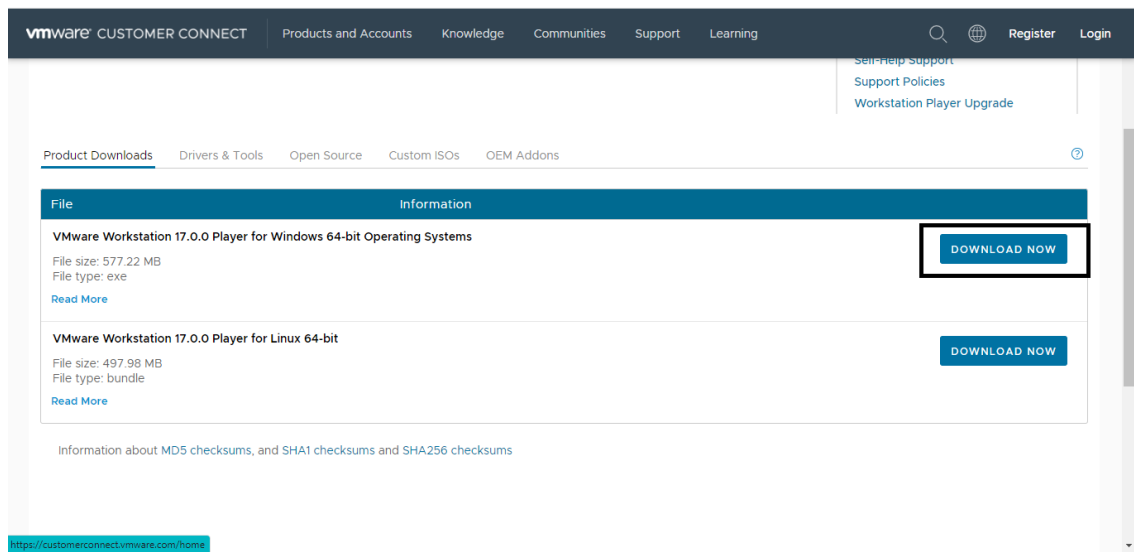 vmware® CUSTOMER CONNECT Products and Accounts Knowledge Communities Support Learning Register Login
Self-Help Support
Support Policies
Workstation Player Upgrade
Product Downloads Drivers & Tools Open Source Custom ISOs OEM Addons
File Information
VMware Workstation 17.0.0 Player for Windows 64-bit Operating Systems
DOWNLOAD NOW
File size: 577.22 MB
File type: exe
Read More
VMware Workstation 17.0.0 Player for Linux 64-bit
DOWNLOAD NOW
File size: 497.98 MB
File type: bundle
Read More
Information about MD5 checksums, and SHA1 checksums and SHA256 checksums
https://customerconnect.vmware.com/home